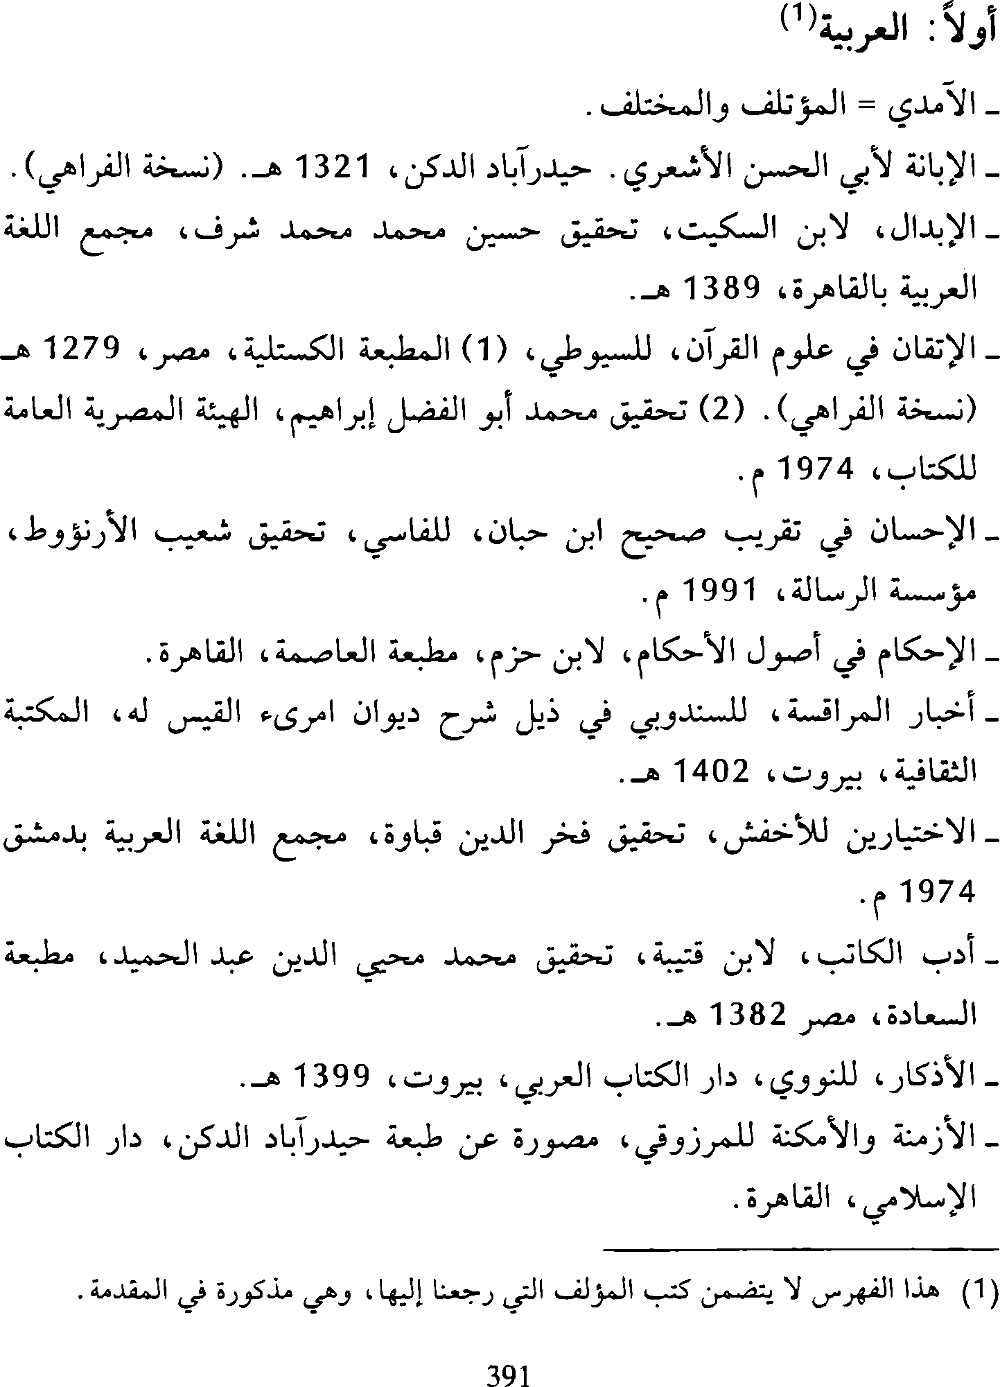 أولاً: العربية(1)
ـ الآمدي = المؤتلف والمختلف.
ـ الإبانة لأبي الحسن الأشعري. حيدرآباد الدكن، 1321 هـ. (نسخة الفراهي).
ـ الإبدال، لابن السكيت، تحقيق حسين محمد محمد شرف، مجمع اللغة
العربية بالقاهرة، 1389 هـ.
ـ الإتقان في علوم القرآن، للسيوطي، (1) المطبعة الكستلية، مصر، 1279 هـ
(نسخة الفراهي). (2) تحقيق محمد أبو الفضل إبراهيم، الهيئة المصرية العامة
للكتاب، 1974 م.
ـ الإحسان في تقريب صحيح ابن حبان، للفاسي، تحقيق شعيب الأرنؤوط،
مؤسسة الرسالة، 1991 م.
ـ الإحكام في أصول الأحكام، لابن حزم، مطبعة العاصمة، القاهرة.
ـ أخبار المراقسة، للسندوبي في ذيل شرح ديوان امرىء القيس له، المكتبة
الثقافية، بيروت، 1402 هـ.
ـ الاختيارين للأخفش، تحقيق فخر الدين قباوة، مجمع اللغة العربية بدمشق
1974 م.
ـ أدب الكاتب، لابن قتيبة، تحقيق محمد محيي الدين عبد الحميد، مطبعة
السعادة، مصر 1382 هـ.
ـ الأذكار، للنووي، دار الكتاب العربي، بيروت، 1399 هـ.
ـ الأزمنة والأمكنة للمرزوقي، مصورة عن طبعة حيدرآباد الدكن، دار الكتاب
الإسلامي، القاهرة.
(1) هذا الفهرس لا يتضمن كتب المؤلف التي رجعنا إليها، وهي مذكورة في المقدمة.
391